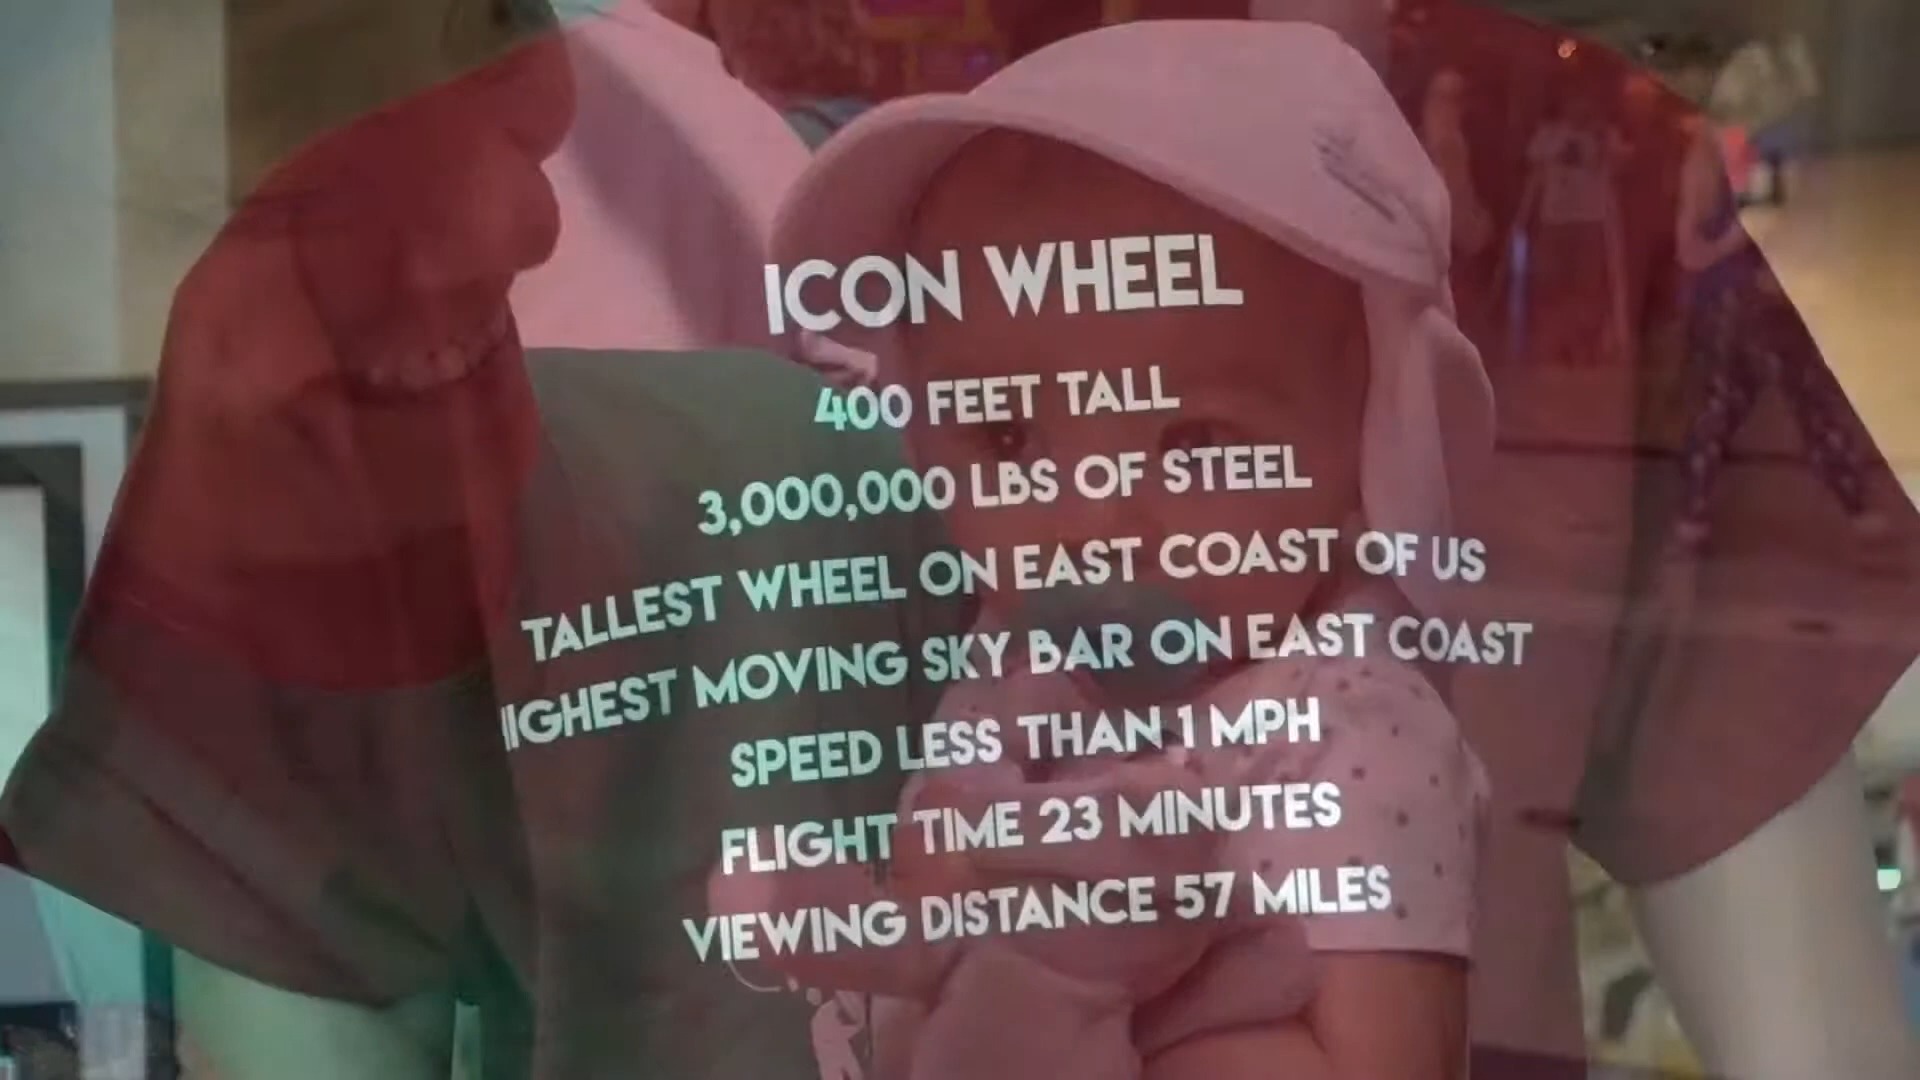 ICON WHEEL
400 FEET TALL
3,000,000 LBS OF STEEL
TALLEST WHEEL ON EAST COAST OF US
HIGHEST MOVING SKY BAR ON EAST COAST
SPEED LESS THAN 1 MPH
FLIGHT TIME 23 MINUTES
VIEWING DISTANCE 57 MILES